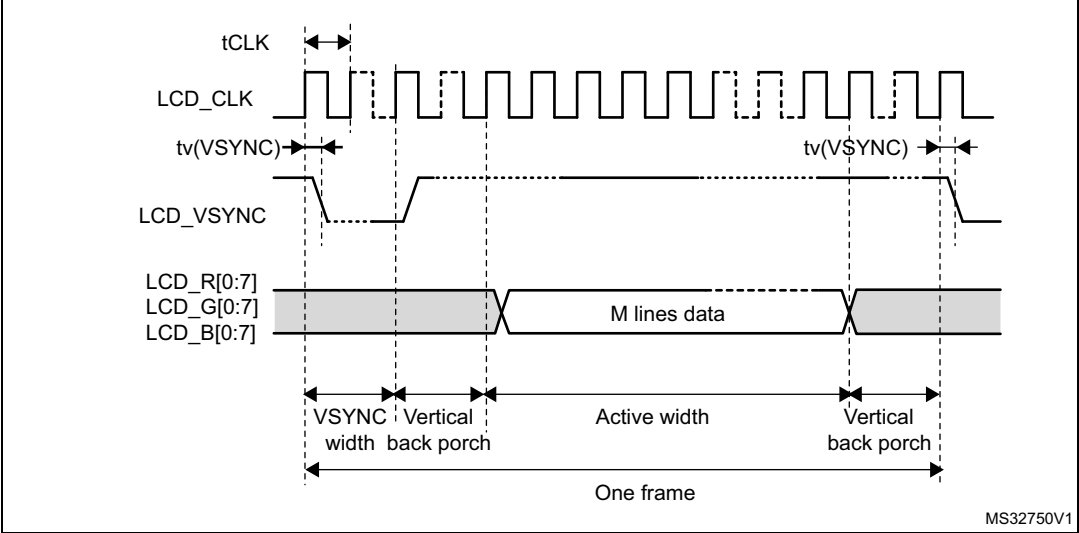 tCLK
LCD_CLK
tv(VSYNC)
tv(VSYNC)
LCD_VSYNC
LCD_R[0:7]
LCD_G[0:7]
LCD_B[0:7]
M lines data
VSYNC width
Vertical back porch
Active width
Vertical back porch
One frame
MS32750V1